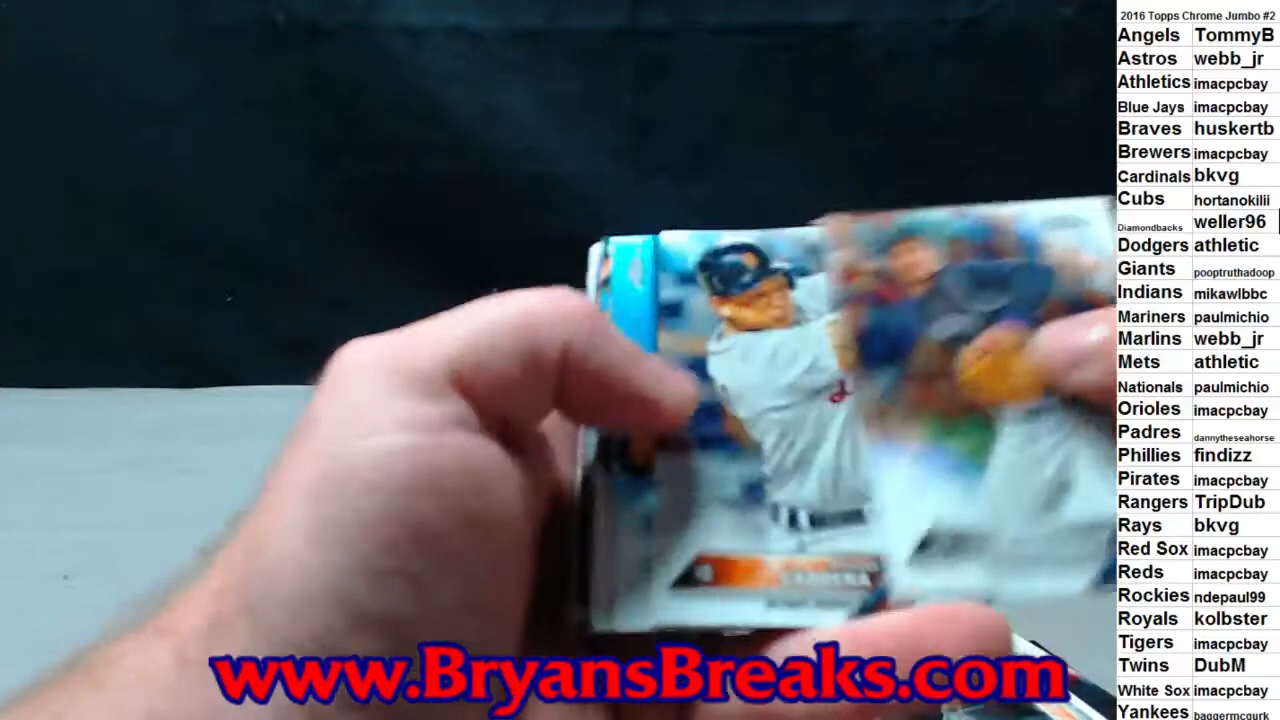 2016 Topps Chrome Jumbo #2
Angels TommyB
Astros webb_jr
Athletics imacpcbay
Blue Jays imacpcbay
Braves huskertb
Brewers imacpcbay
Cardinals bkvg
Cubs hortanokilii
Diamondbacks weller96
Dodgers athletic
Giants pooptruthadoop
Indians mikawlbbc
Mariners paulmichio
Marlins webb_jr
Mets athletic
Nationals paulmichio
Orioles imacpcbay
Padres dannytheseahorse
Phillies findizz
Pirates imacpcbay
Rangers TripDub
Rays bkvg
Red Sox imacpcbay
Reds imacpcbay
Rockies ndepaul99
Royals kolbster
Tigers imacpcbay
Twins DubM
White Sox imacpcbay
Yankees baggermcgurk
CABRERA
www.BryansBreaks.com